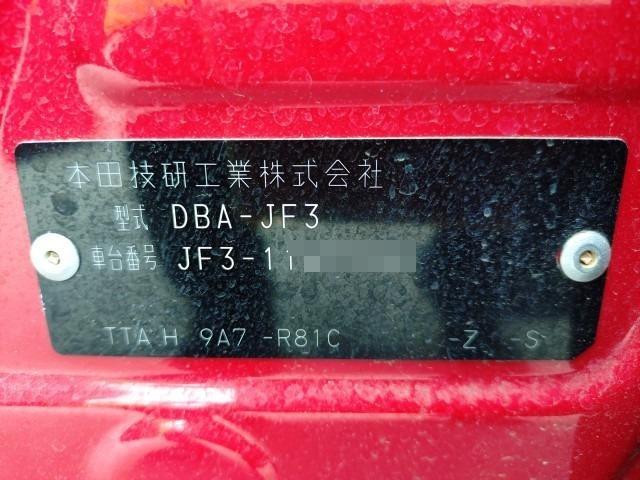 本田技研工業株式会社
型式 DBA-JF3
車台番号 JF3-1
TTA H 9A7 -R81C -Z -S